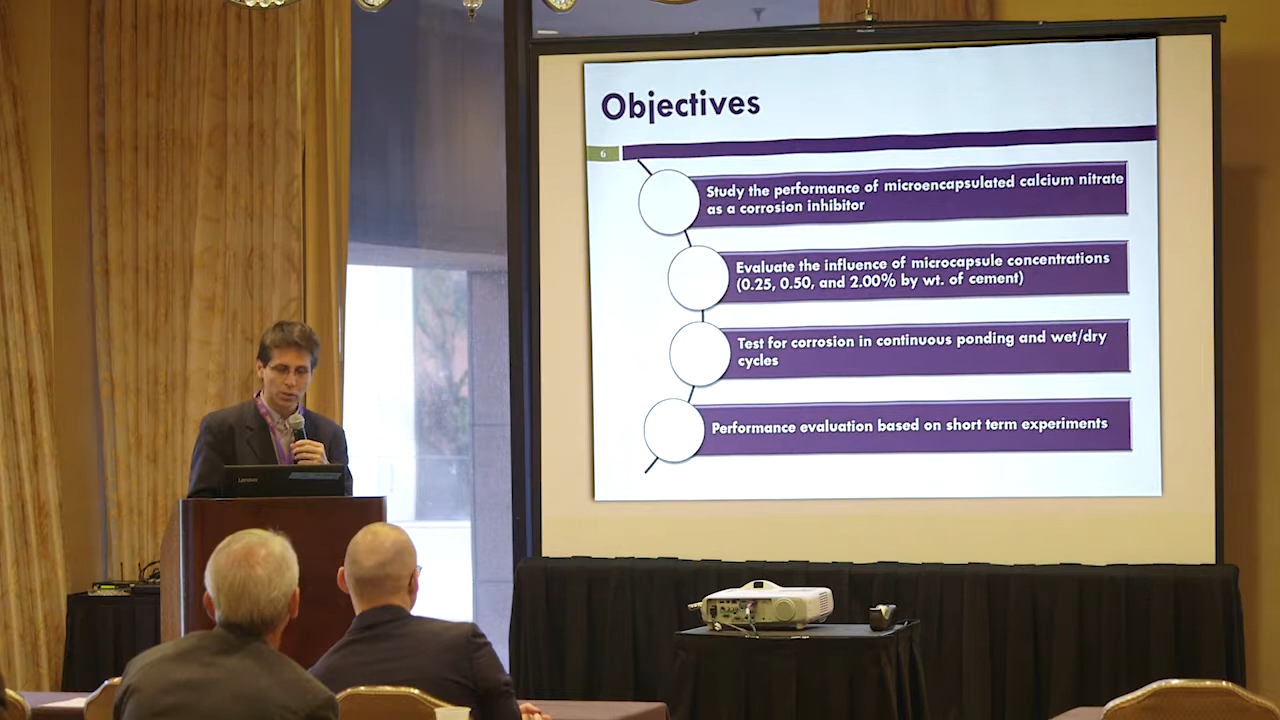 Objectives
6
Study the performance of microencapsulated calcium nitrate
as a corrosion inhibitor
Evaluate the influence of microcapsule concentrations
(0.25, 0.50, and 2.00% by wt. of cement)
Test for corrosion in continuous ponding and wet/dry
cycles
Performance evaluation based on short term experiments
Lenovo